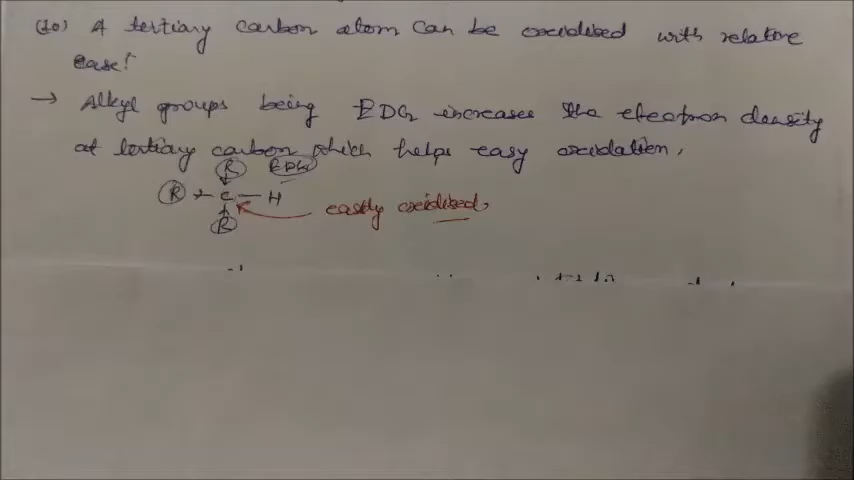 (10) A tertiary carbon atom can be oxidised with relative
ease!
→ Alkyl groups being EDG increases the electron density
at tertiary carbon which helps easy oxidation.
R EDG
R C — H
R
easily oxidised.